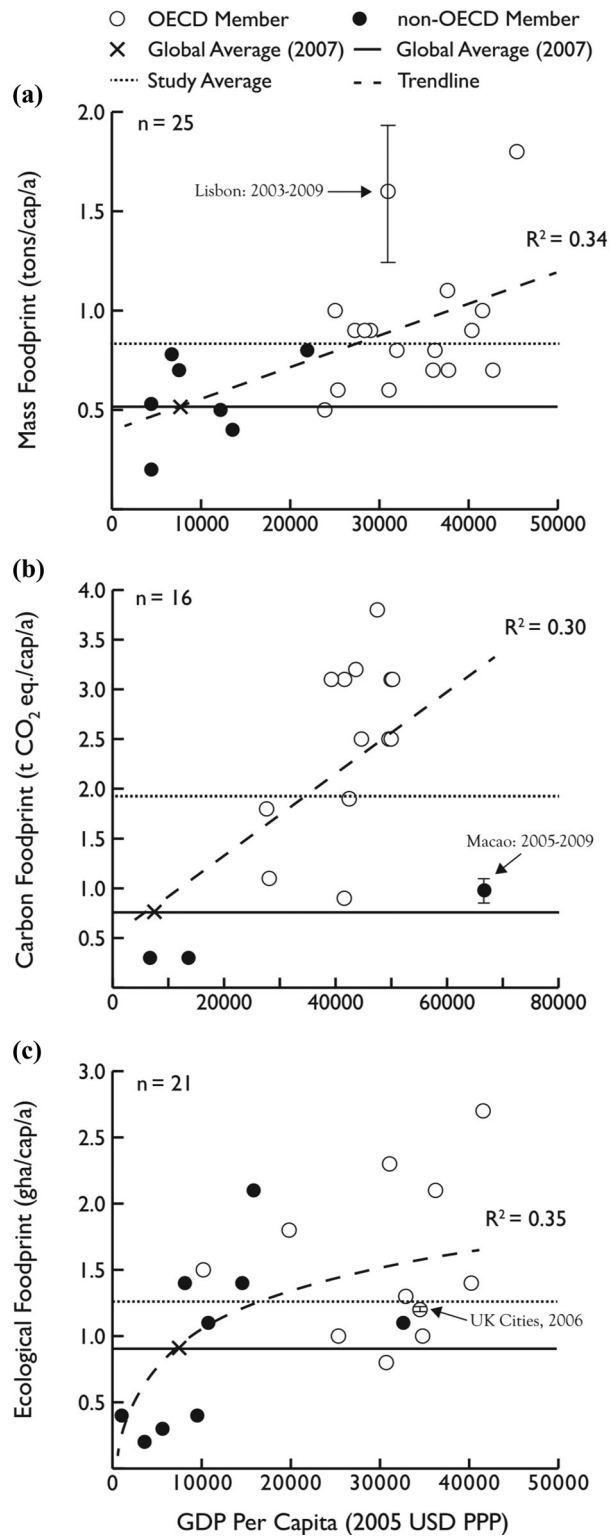 OECD Member
non-OECD Member
Global Average (2007)
Global Average (2007)
Study Average
Trendline
(a)
2.0
1.5
1.0
0.5
n = 25
Lisbon: 2003-2009
R² = 0.34
Mass Foodprint (tons/cap/a)
0
10000
20000
30000
40000
50000
(b)
4.0
3.5
3.0
2.5
2.0
1.5
1.0
0.5
n = 16
R² = 0.30
Macao: 2005-2009
Carbon Foodprint (t CO₂ eq./cap/a)
0
20000
40000
60000
80000
(c)
3.0
2.5
2.0
1.5
1.0
0.5
n = 21
R² = 0.35
UK Cities, 2006
Ecological Foodprint (gha/cap/a)
0
10000
20000
30000
40000
50000
GDP Per Capita (2005 USD PPP)